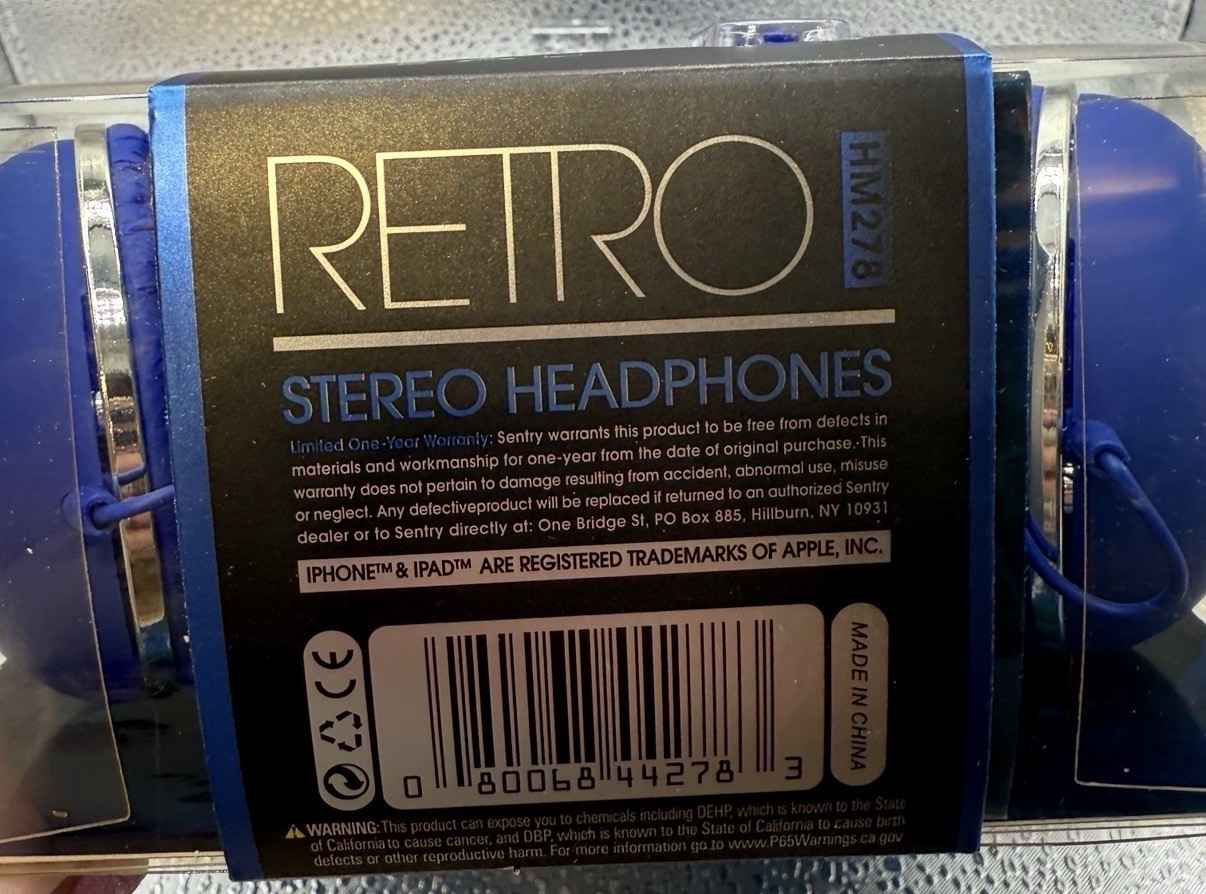 RETRO
HM278
STEREO HEADPHONES
Limited One-Year Warranty: Sentry warrants this product to be free from defects in
materials and workmanship for one-year from the date of original purchase. This
warranty does not pertain to damage resulting from accident, abnormal use, misuse
or neglect. Any defectiveproduct will be replaced if returned to an authorized Sentry
dealer or to Sentry directly at: One Bridge St, PO Box 885, Hillburn, NY 10931
IPHONE™ & IPAD™ ARE REGISTERED TRADEMARKS OF APPLE, INC.
CE
MADE IN CHINA
0 80068 44278 3
WARNING: This product can expose you to chemicals including DEHP, which is known to the State
of California to cause cancer, and DBP, which is known to the State of California to cause birth
defects or other reproductive harm. For more information go to www.P65Warnings.ca.gov